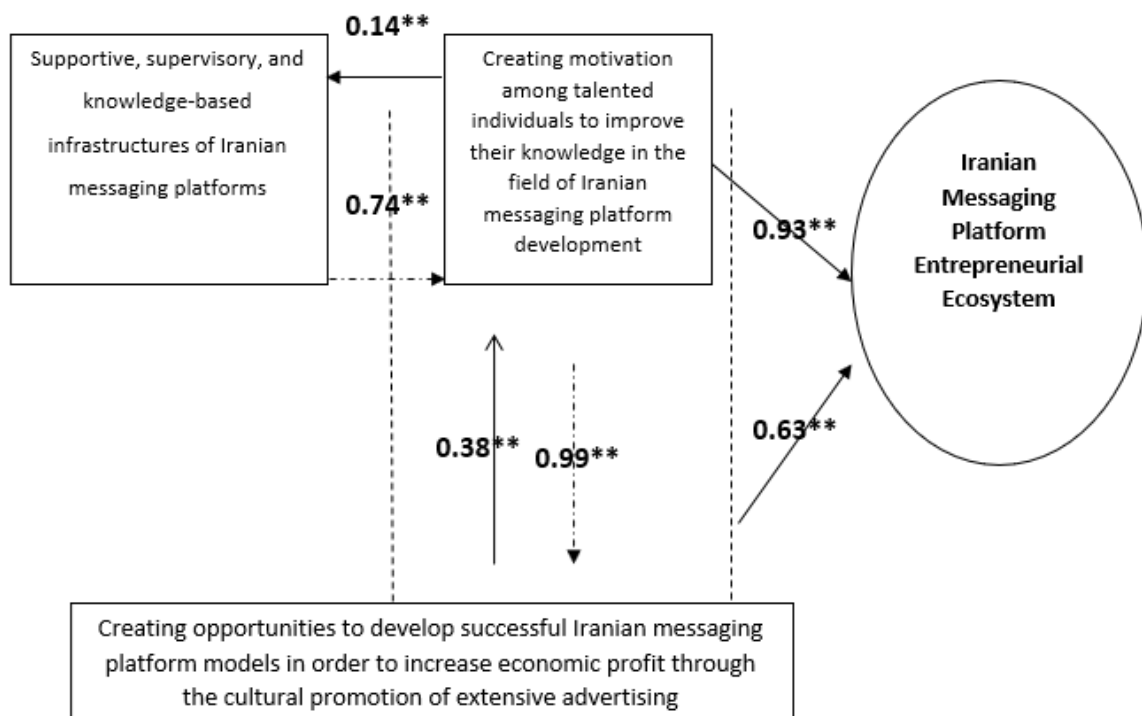 0.14**
Supportive, supervisory, and
knowledge-based
infrastructures of Iranian
messaging platforms
0.74**
Creating motivation
among talented
individuals to improve
their knowledge in the
field of Iranian
messaging platform
development
0.93**
Iranian
Messaging
Platform
Entrepreneurial
Ecosystem
0.38**
0.99**
0.63**
Creating opportunities to develop successful Iranian messaging
platform models in order to increase economic profit through
the cultural promotion of extensive advertising